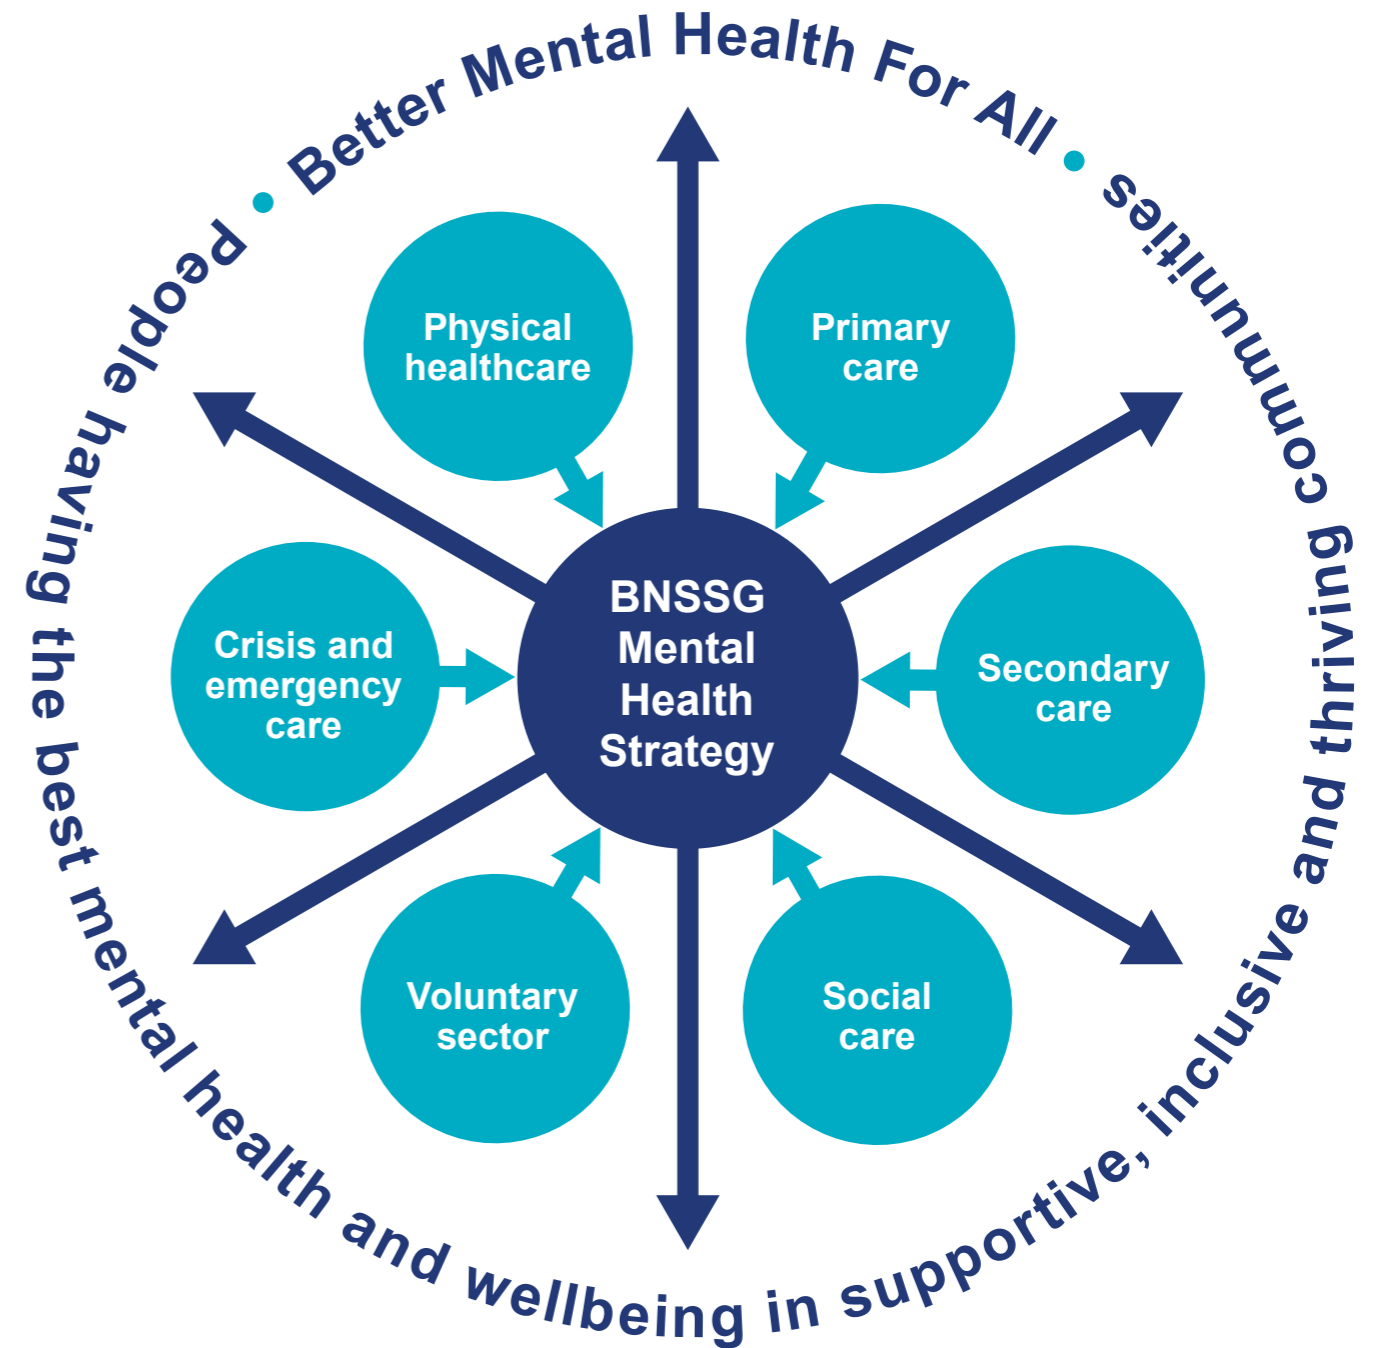 • Better Mental Health For All •
People having the best mental health and wellbeing in supportive, inclusive and thriving communities
Physical
healthcare
Primary
care
Crisis and
emergency
care
BNSSG
Mental
Health
Strategy
Secondary
care
Voluntary
sector
Social
care